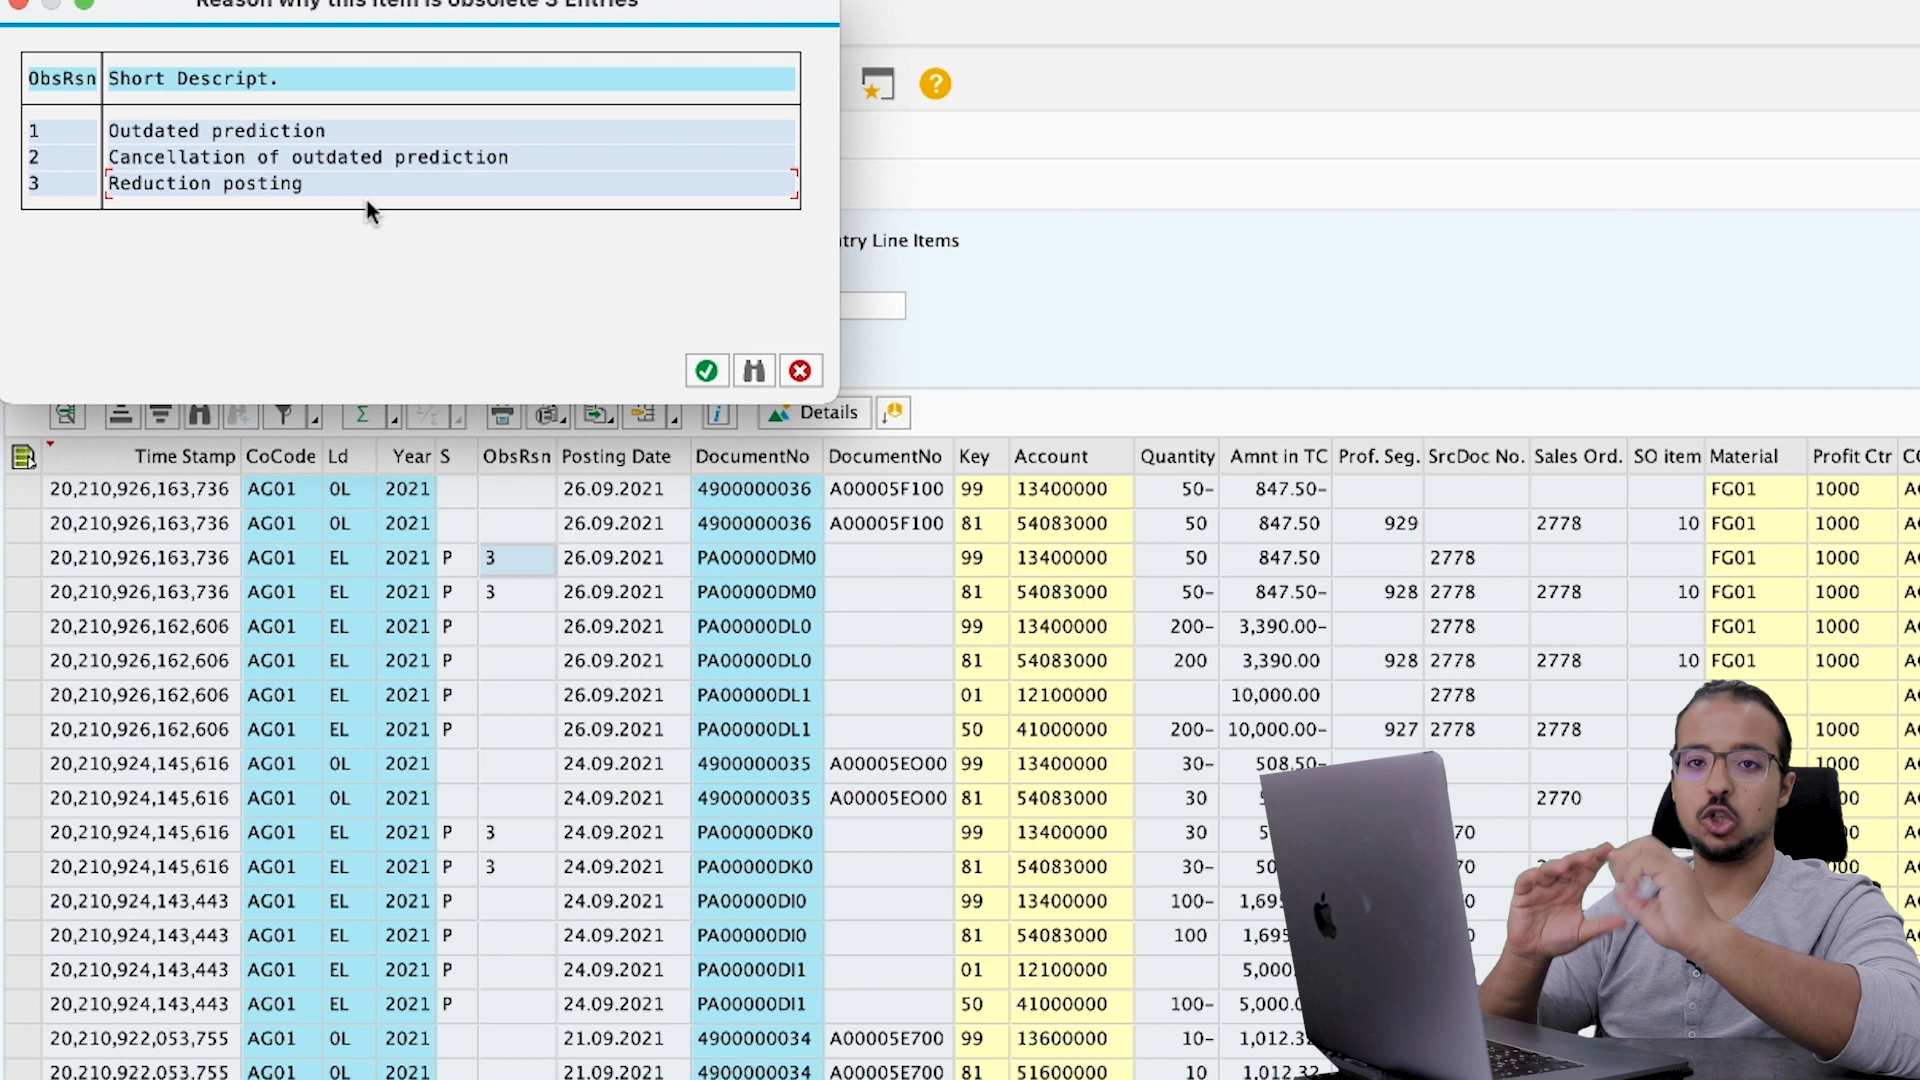 Reason why this item is obsolete 3 Entries
ObsRsn Short Descript.
1 Outdated prediction
2 Cancellation of outdated prediction
3 Reduction posting
?
try Line Items
Σ i Details
Time Stamp CoCode Ld Year S ObsRsn Posting Date DocumentNo DocumentNo Key Account Quantity Amnt in TC Prof. Seg. SrcDoc No. Sales Ord. SO item Material Profit Ctr
20,210,926,163,736 AG01 0L 2021 26.09.2021 4900000036 A00005F100 99 13400000 50- 847.50- FG01 1000
20,210,926,163,736 AG01 0L 2021 26.09.2021 4900000036 A00005F100 81 54083000 50 847.50 929 2778 10 FG01 1000
20,210,926,163,736 AG01 EL 2021 P 3 26.09.2021 PA00000DM0 99 13400000 50 847.50 2778 FG01 1000
20,210,926,163,736 AG01 EL 2021 P 3 26.09.2021 PA00000DM0 81 54083000 50- 847.50- 928 2778 2778 10 FG01 1000
20,210,926,162,606 AG01 EL 2021 P 26.09.2021 PA00000DL0 99 13400000 200- 3,390.00- 2778 FG01 1000
20,210,926,162,606 AG01 EL 2021 P 26.09.2021 PA00000DL0 81 54083000 200 3,390.00 928 2778 2778 10 FG01 1000
20,210,926,162,606 AG01 EL 2021 P 26.09.2021 PA00000DL1 01 12100000 10,000.00 2778
20,210,926,162,606 AG01 EL 2021 P 26.09.2021 PA00000DL1 50 41000000 200- 10,000.00- 927 2778 2778 1000
20,210,924,145,616 AG01 0L 2021 24.09.2021 4900000035 A00005EO00 99 13400000 30- 508.50- 1000
20,210,924,145,616 AG01 0L 2021 24.09.2021 4900000035 A00005EO00 81 54083000 30 2770
20,210,924,145,616 AG01 EL 2021 P 3 24.09.2021 PA00000DK0 99 13400000 30
20,210,924,145,616 AG01 EL 2021 P 3 24.09.2021 PA00000DK0 81 54083000 30-
20,210,924,143,443 AG01 EL 2021 P 24.09.2021 PA00000DI0 99 13400000 100-
20,210,924,143,443 AG01 EL 2021 P 24.09.2021 PA00000DI0 81 54083000 100
20,210,924,143,443 AG01 EL 2021 P 24.09.2021 PA00000DI1 01 12100000
20,210,924,143,443 AG01 EL 2021 P 24.09.2021 PA00000DI1 50 41000000 100-
20,210,922,053,755 AG01 0L 2021 21.09.2021 4900000034 A00005E700 99 13600000 10-
20,210,922,053,755 AG01 0L 2021 21.09.2021 4900000034 A00005E700 81 51600000 10 1,012.32